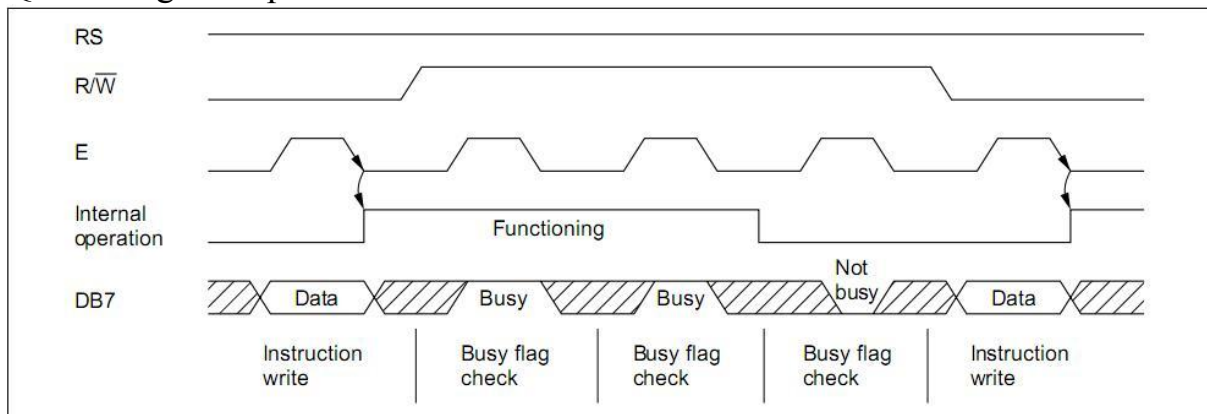 RS
R/W̅
E
Internal
operation
Functioning
DB7
Data
Busy
Busy
Not
busy
Data
Instruction
write
Busy flag
check
Busy flag
check
Busy flag
check
Instruction
write